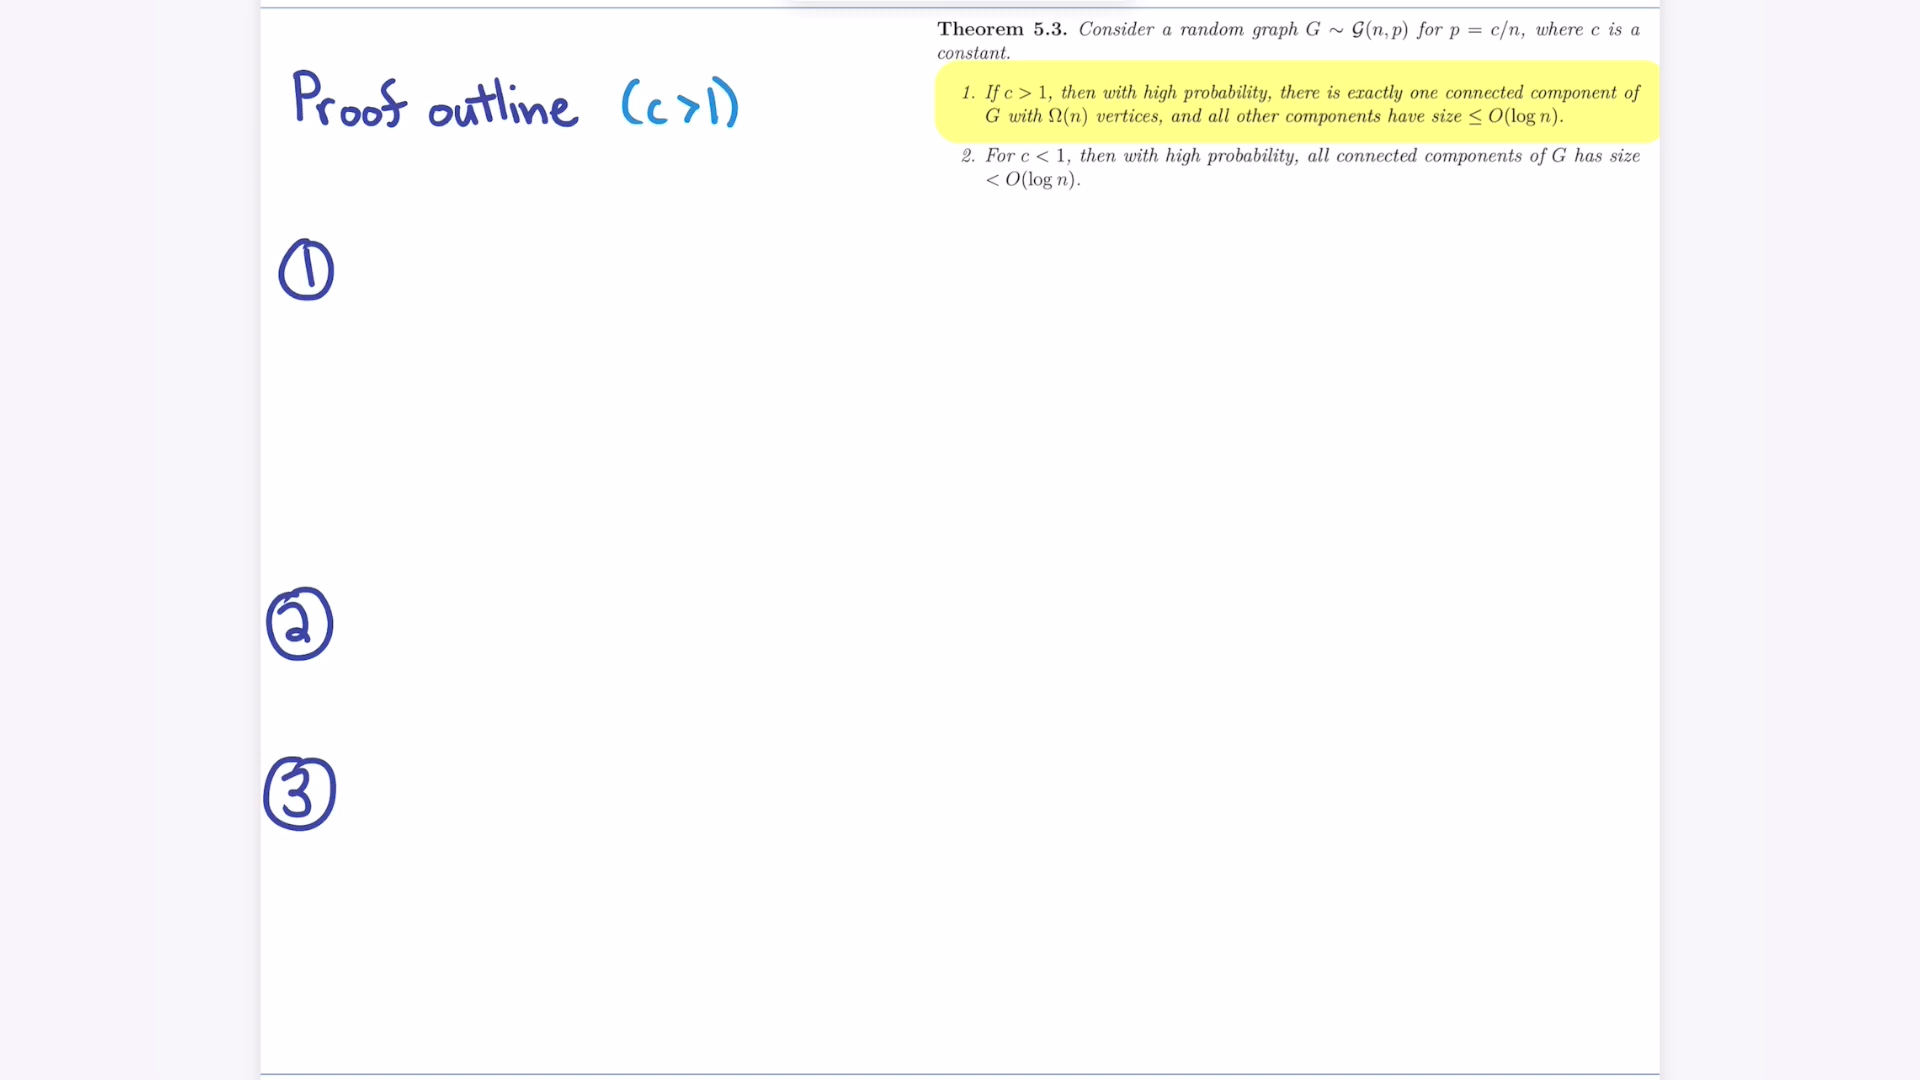 Theorem 5.3. Consider a random graph G ∼ 𝒢(n, p) for p = c/n, where c is a
constant.
Proof outline (c>1)
1. If c > 1, then with high probability, there is exactly one connected component of
G with Ω(n) vertices, and all other components have size ≤ O(log n).
2. For c < 1, then with high probability, all connected components of G has size
< O(log n).
①
②
③